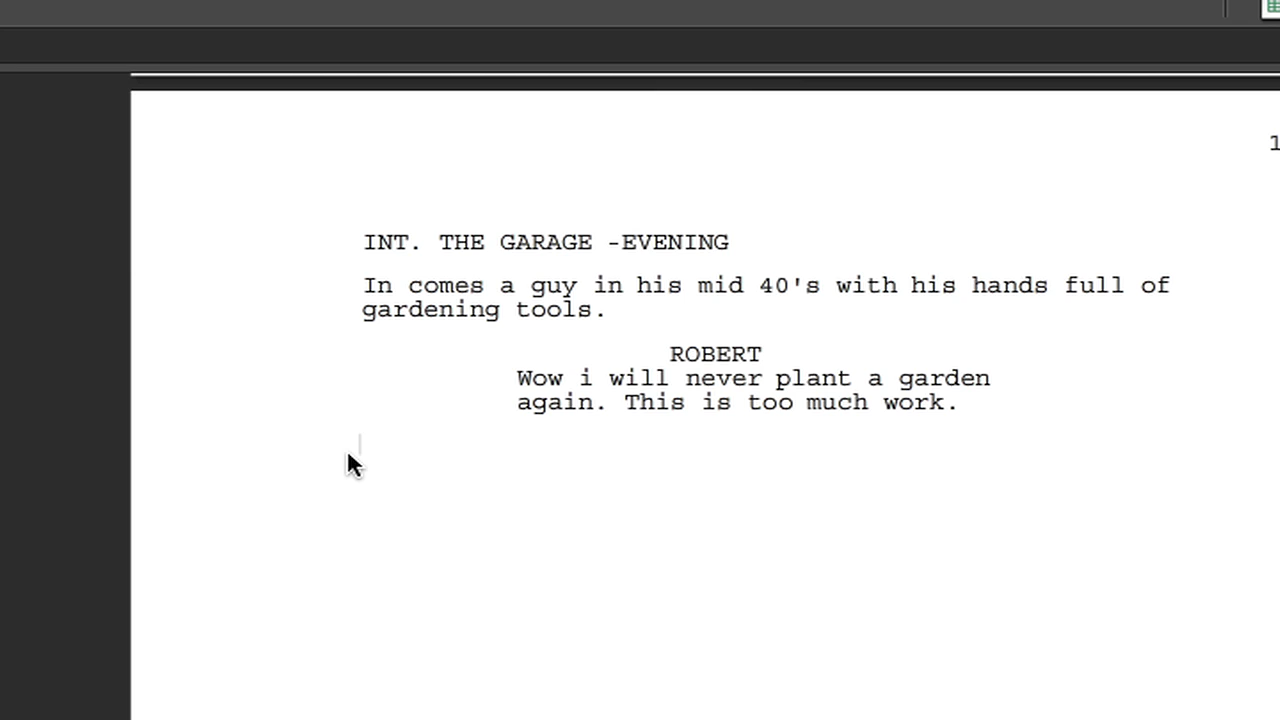 1
INT. THE GARAGE -EVENING
In comes a guy in his mid 40's with his hands full of
gardening tools.
ROBERT
Wow i will never plant a garden
again. This is too much work.